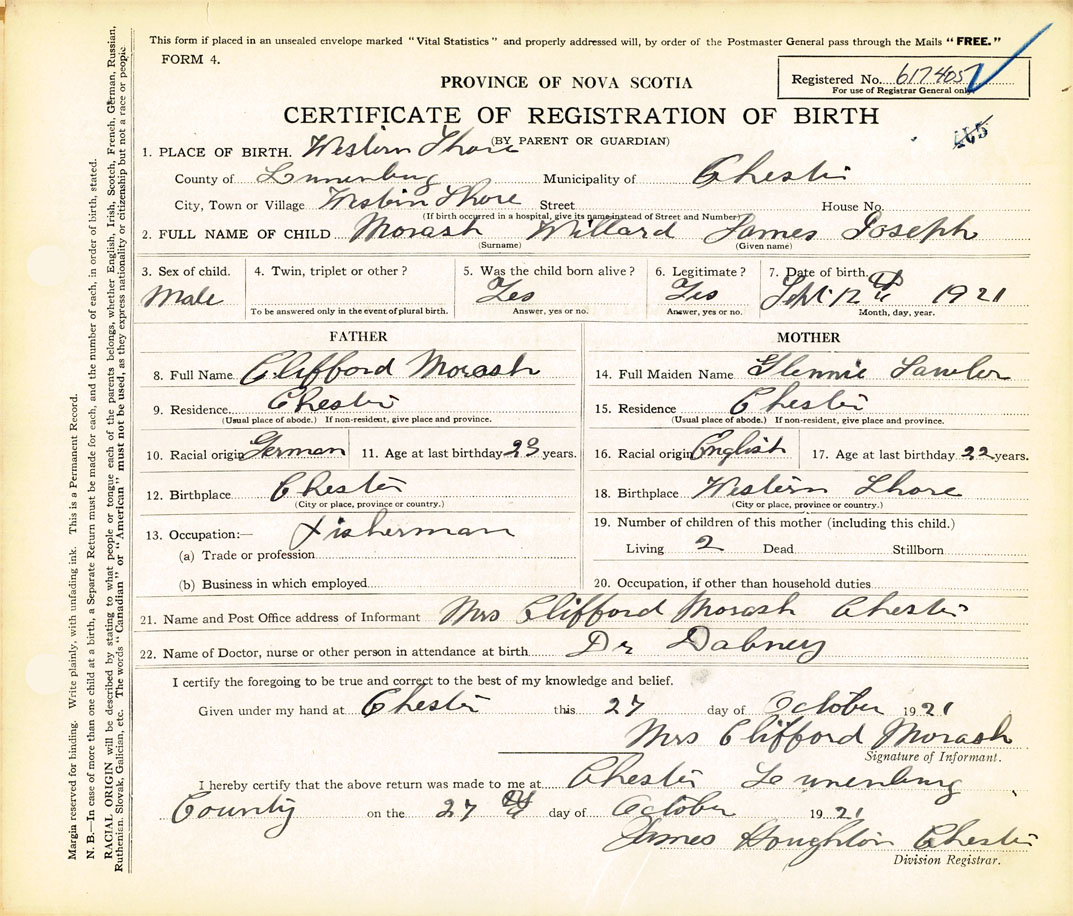 This form if placed in an unsealed envelope marked "Vital Statistics" and properly addressed will, by order of the Postmaster General pass through the Mails "FREE."
FORM 4.
Registered No. 617405
For use of Registrar General only.
PROVINCE OF NOVA SCOTIA
CERTIFICATE OF REGISTRATION OF BIRTH
465
(BY PARENT OR GUARDIAN)
1. PLACE OF BIRTH. Western Shore
County of Lunenburg Municipality of Chester
City, Town or Village Western Shore Street House No.
(If birth occurred in a hospital, give its name instead of Street and Number)
2. FULL NAME OF CHILD Morash Willard James Joseph
(Surname) (Given name)
3. Sex of child. 4. Twin, triplet or other? 5. Was the child born alive? 6. Legitimate? 7. Date of birth.
Male Yes Yes Sept 12th 1921
To be answered only in the event of plural birth. Answer, yes or no. Answer, yes or no. Month, day, year.
FATHER
8. Full Name Clifford Morash
9. Residence Chester
(Usual place of abode.) If non-resident, give place and province.
10. Racial origin German 11. Age at last birthday 23 years.
12. Birthplace Chester
(City or place, province or country.)
13. Occupation:— Fisherman
(a) Trade or profession
(b) Business in which employed
MOTHER
14. Full Maiden Name Glennie Lawler
15. Residence Chester
(Usual place of abode.) If non-resident, give place and province.
16. Racial origin English 17. Age at last birthday 22 years.
18. Birthplace Western Shore
(City or place, province or country.)
19. Number of children of this mother (including this child.)
Living 2 Dead Stillborn
20. Occupation, if other than household duties
21. Name and Post Office address of Informant Mrs Clifford Morash Chester
22. Name of Doctor, nurse or other person in attendance at birth Dr Dabney
I certify the foregoing to be true and correct to the best of my knowledge and belief.
Given under my hand at Chester this 27 day of October 1921
Mrs Clifford Morash
Signature of Informant.
I hereby certify that the above return was made to me at Chester Lunenburg
County on the 27 day of October 1921
James Houghton Chester
Division Registrar.
Margin reserved for binding. Write plainly, with unfading ink. This is a Permanent Record.
N. B.—In case of more than one child at a birth, a Separate Return must be made for each, and the number of each, in order of birth, stated.
RACIAL ORIGIN will be described by stating to what people or tongue each of the parents belongs, whether English, Irish, Scotch, French, German, Russian,
Ruthenian, Slovak, Galician, etc. The words "Canadian" or "American" must not be used, as they express nationality or citizenship but not a race or people